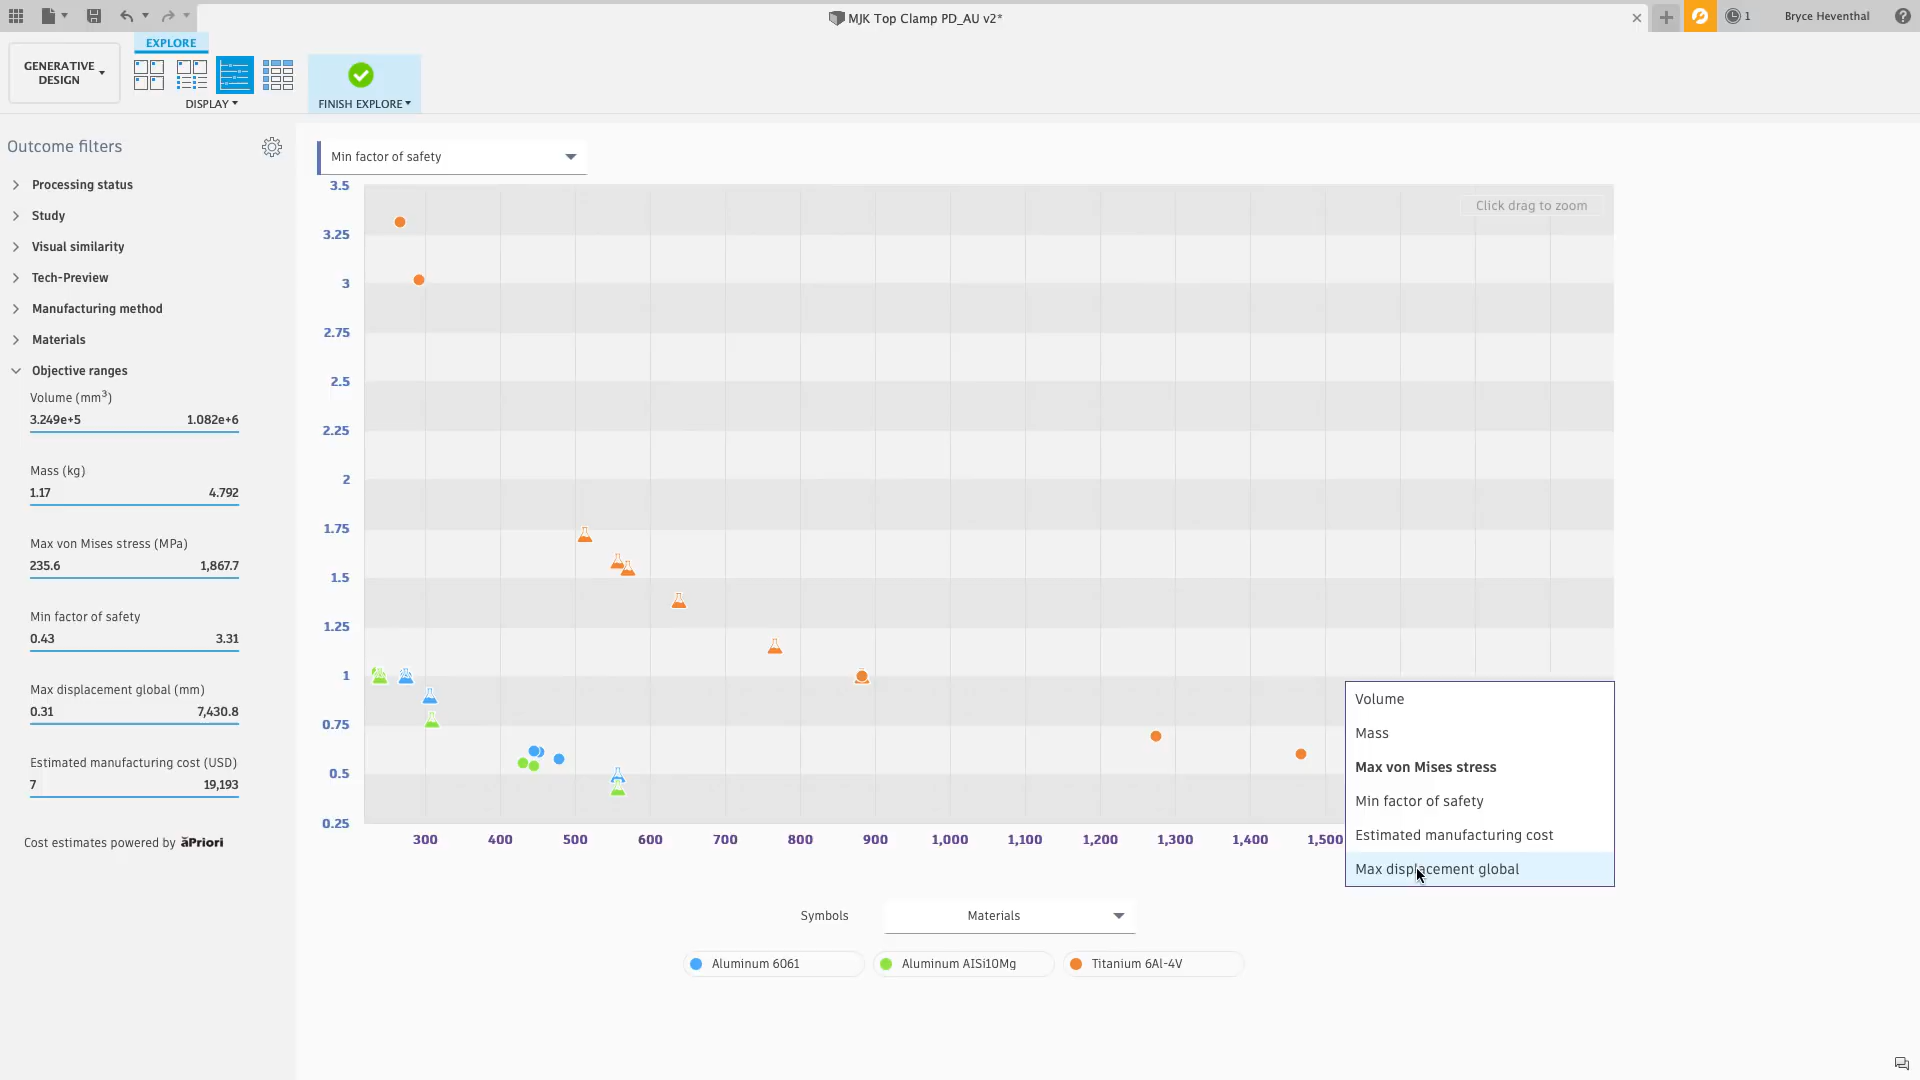 MJK Top Clamp PD_AU v2*
1
Bryce Heventhal
GENERATIVE
DESIGN
EXPLORE
DISPLAY
FINISH EXPLORE
Outcome filters
Processing status
Study
Visual similarity
Tech-Preview
Manufacturing method
Materials
Objective ranges
Volume (mm³)
3.249e+5 1.082e+6
Mass (kg)
1.17 4.792
Max von Mises stress (MPa)
235.6 1,867.7
Min factor of safety
0.43 3.31
Max displacement global (mm)
0.31 7,430.8
Estimated manufacturing cost (USD)
7 19,193
Cost estimates powered by ăPriori
Min factor of safety
Click drag to zoom
3.5
3.25
3
2.75
2.5
2.25
2
1.75
1.5
1.25
1
0.75
0.5
0.25
300 400 500 600 700 800 900 1,000 1,100 1,200 1,300 1,400 1,500
Volume
Mass
Max von Mises stress
Min factor of safety
Estimated manufacturing cost
Max displacement global
Symbols Materials
Aluminum 6061 Aluminum AlSi10Mg Titanium 6Al-4V